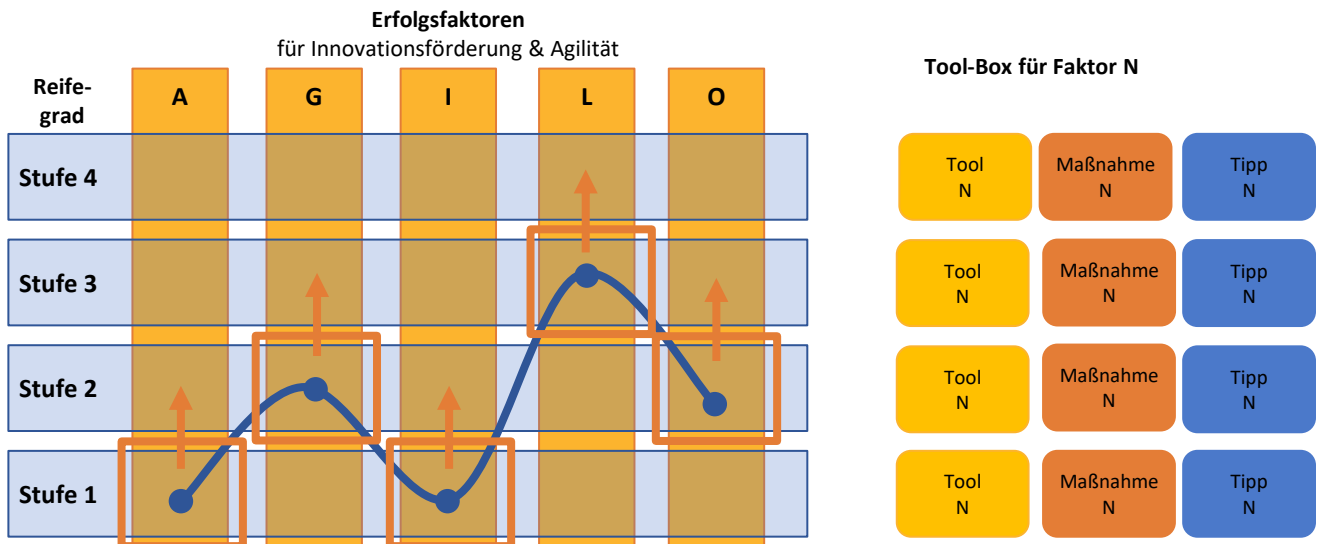 Erfolgsfaktoren
für Innovationsförderung & Agilität
Reife-
grad
A
G
I
L
O
Stufe 4
Stufe 3
Stufe 2
Stufe 1
Tool-Box für Faktor N
Tool
N
Maßnahme
N
Tipp
N
Tool
N
Maßnahme
N
Tipp
N
Tool
N
Maßnahme
N
Tipp
N
Tool
N
Maßnahme
N
Tipp
N